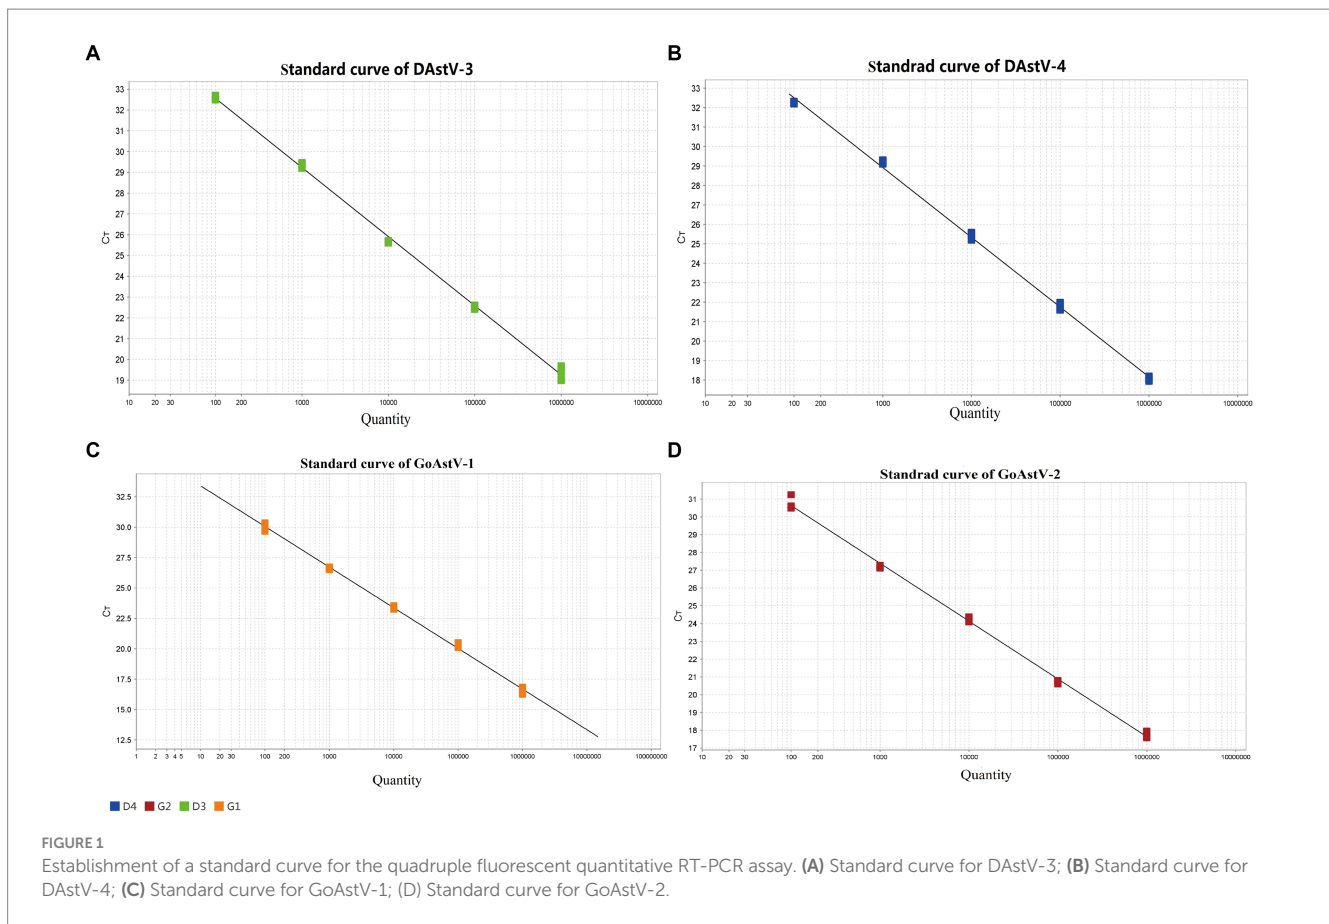 A
Standard curve of DAstV-3
33
32
31
30
29
28
27
26
25
24
23
22
21
20
19
CT
10 20 30 100 200 1000 10000 100000 1000000 10000000
Quantity
B
Standrad curve of DAstV-4
33
32
31
30
29
28
27
26
25
24
23
22
21
20
19
18
CT
10 20 30 100 200 1000 10000 100000 1000000 10000000
Quantity
C
Standard curve of GoAstV-1
32.5
30.0
27.5
25.0
22.5
20.0
17.5
15.0
12.5
CT
1 2 3 4 5 10 20 30 100 200 1000 10000 100000 1000000 10000000 100000000
Quantity
D
Standrad curve of GoAstV-2
31
30
29
28
27
26
25
24
23
22
21
20
19
18
17
CT
10 20 30 100 200 1000 10000 100000 1000000 10000000
Quantity
D4 G2 D3 G1
FIGURE 1
Establishment of a standard curve for the quadruple fluorescent quantitative RT-PCR assay. (A) Standard curve for DAstV-3; (B) Standard curve for
DAstV-4; (C) Standard curve for GoAstV-1; (D) Standard curve for GoAstV-2.